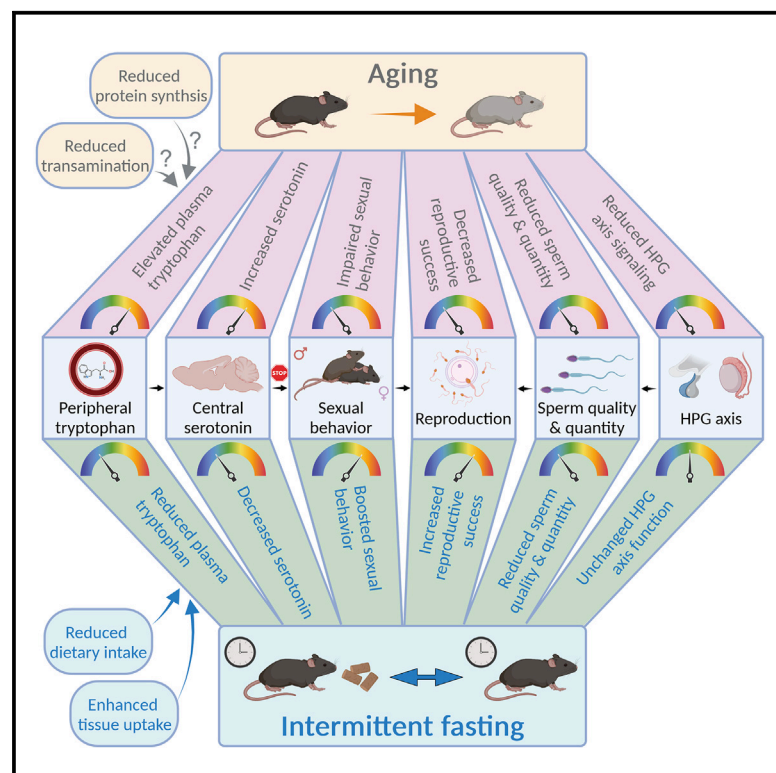 Aging
Reduced
protein synthsis
Reduced
transamination
?
?
Elevated plasma
tryptophan
Increased serotonin
Impaired sexual
behavior
Decreased
reproductive
success
Reduced sperm
quality & quantity
Reduced HPG
axis signaling
Peripheral
tryptophan
Central
serotonin
STOP
Sexual
behavior
Reproduction
Sperm quality
& quantity
HPG axis
Reduced plasma
tryptophan
Decreased serotonin
Boosted sexual
behavior
Increased
reproductive
success
Reduced sperm
quality & quantity
Unchanged HPG
axis function
Reduced
dietary intake
Enhanced
tissue uptake
Intermittent fasting